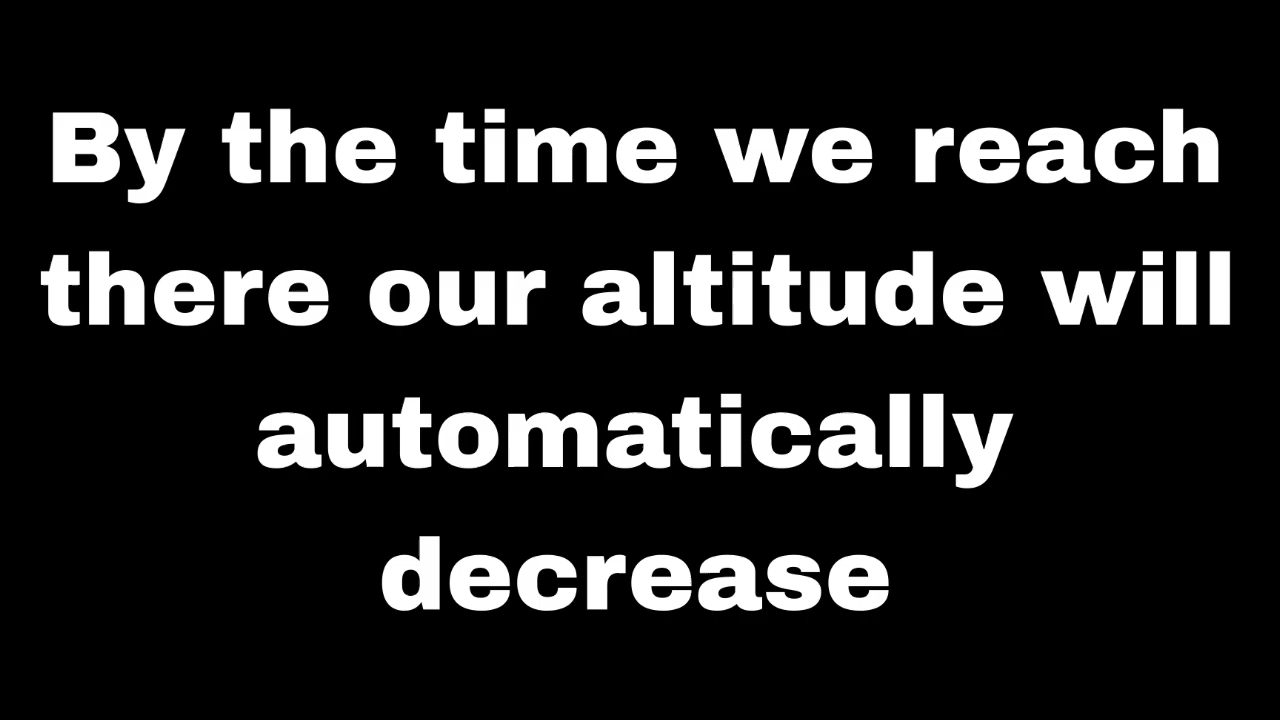 By the time we reach
there our altitude will
automatically
decrease